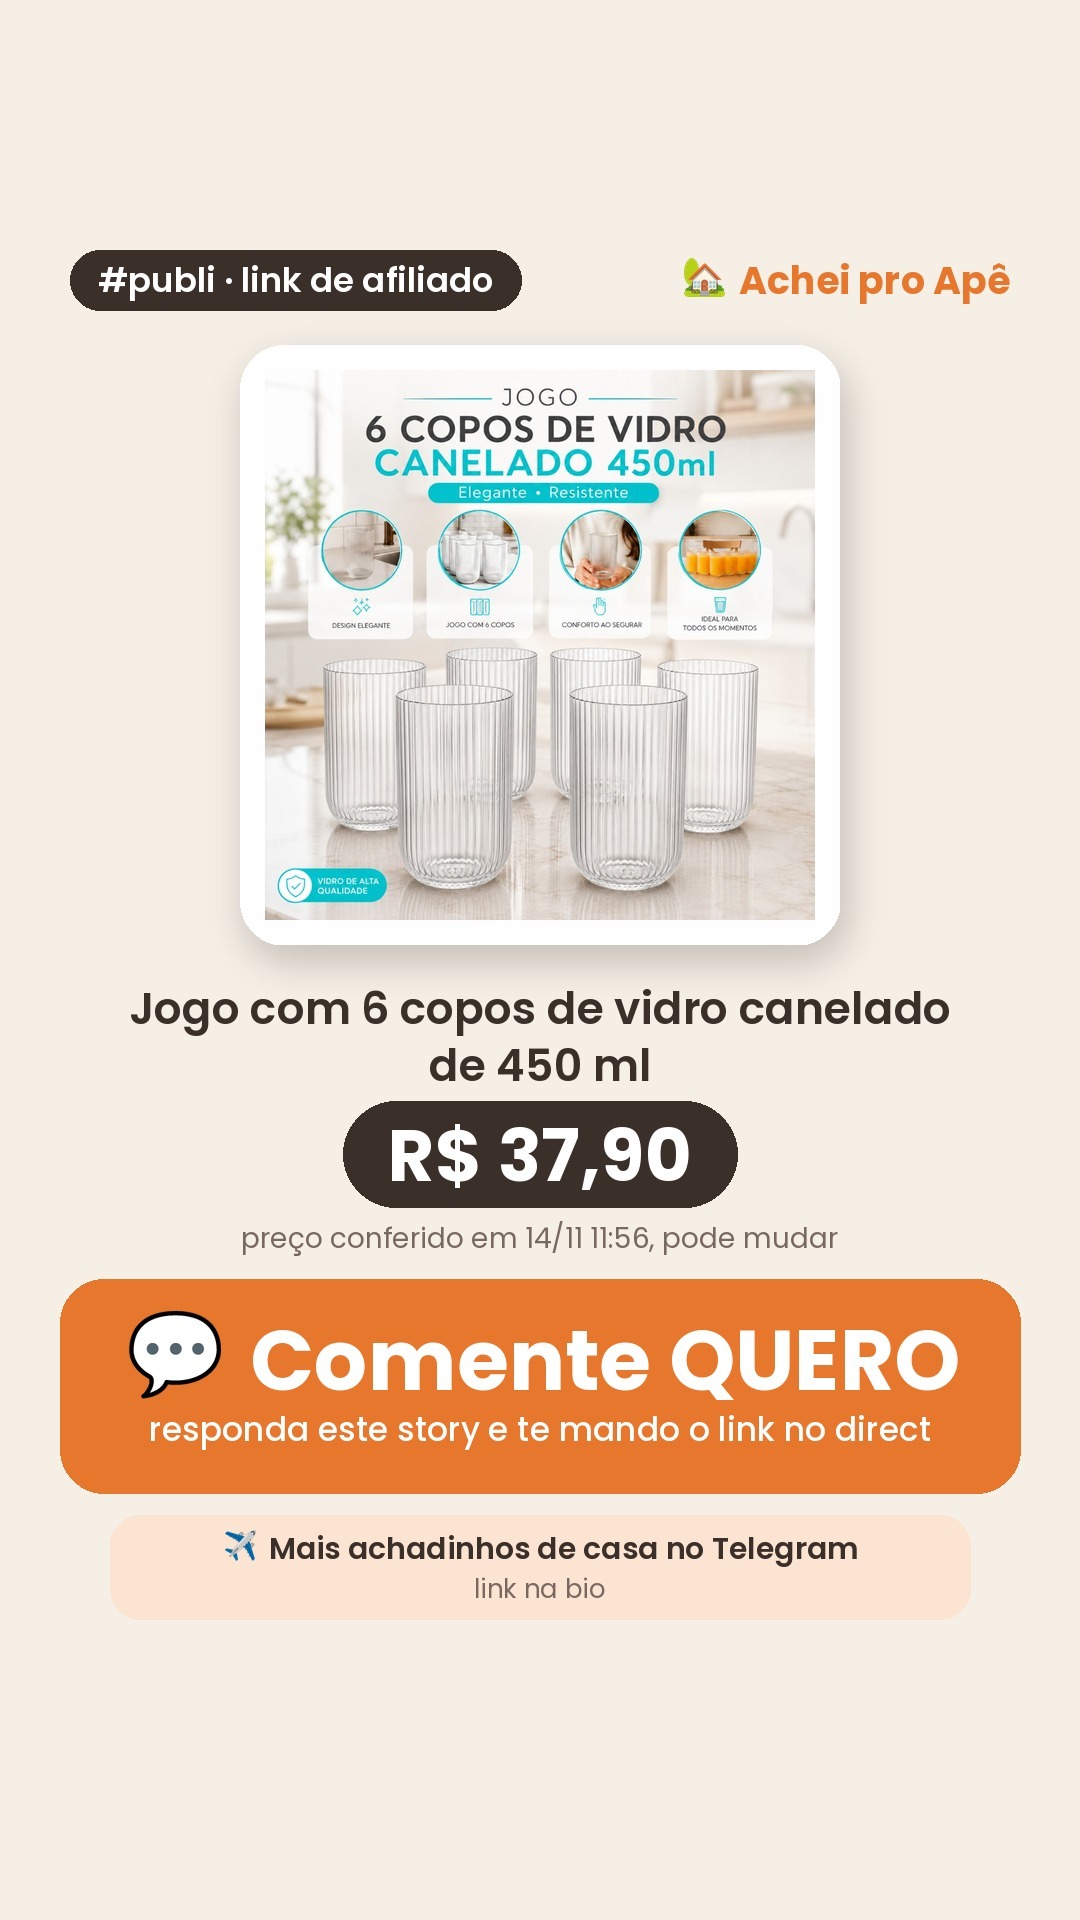 #publi · link de afiliado
🏡 Achei pro Apê
JOGO
6 COPOS DE VIDRO
CANELADO 450ml
Elegante • Resistente
DESIGN ELEGANTE
JOGO COM 6 COPOS
CONFORTO AO SEGURAR
IDEAL PARA
TODOS OS MOMENTOS
VIDRO DE ALTA
QUALIDADE
Jogo com 6 copos de vidro canelado
de 450 ml
R$ 37,90
preço conferido em 14/11 11:56, pode mudar
💬 Comente QUERO
responda este story e te mando o link no direct
✈️ Mais achadinhos de casa no Telegram
link na bio